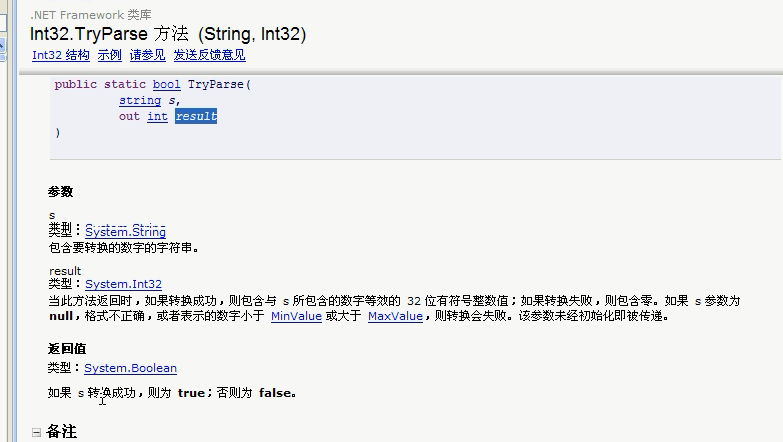 .NET Framework 类库
Int32.TryParse 方法 (String, Int32)
Int32 结构 示例 请参见 发送反馈意见
public static bool TryParse(
string s,
out int result
)
参数
s
类型：System.String
包含要转换的数字的字符串。
result
类型：System.Int32
当此方法返回时，如果转换成功，则包含与 s 所包含的数字等效的 32 位有符号整数值；如果转换失败，则包含零。如果 s 参数为
null，格式不正确，或者表示的数字小于 MinValue 或大于 MaxValue，则转换会失败。该参数未经初始化即被传递。
返回值
类型：System.Boolean
如果 s 转换成功，则为 true；否则为 false。
备注